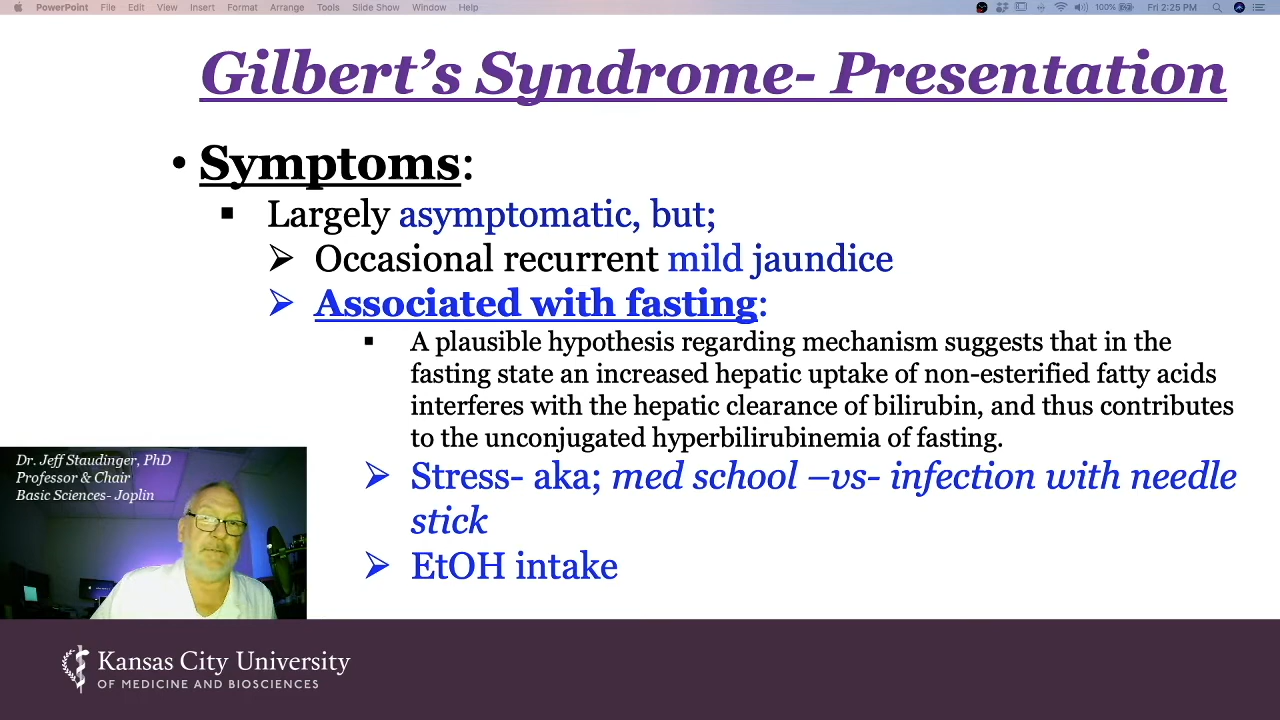 PowerPoint File Edit View Insert Format Arrange Tools Slide Show Window Help 100% Fri 2:25 PM
Gilbert’s Syndrome- Presentation
• Symptoms:
▪ Largely asymptomatic, but;
➢ Occasional recurrent mild jaundice
➢ Associated with fasting:
▪ A plausible hypothesis regarding mechanism suggests that in the
fasting state an increased hepatic uptake of non-esterified fatty acids
interferes with the hepatic clearance of bilirubin, and thus contributes
to the unconjugated hyperbilirubinemia of fasting.
➢ Stress- aka; med school –vs- infection with needle
stick
➢ EtOH intake
Dr. Jeff Staudinger, PhD
Professor & Chair
Basic Sciences- Joplin
Kansas City University
OF MEDICINE AND BIOSCIENCES